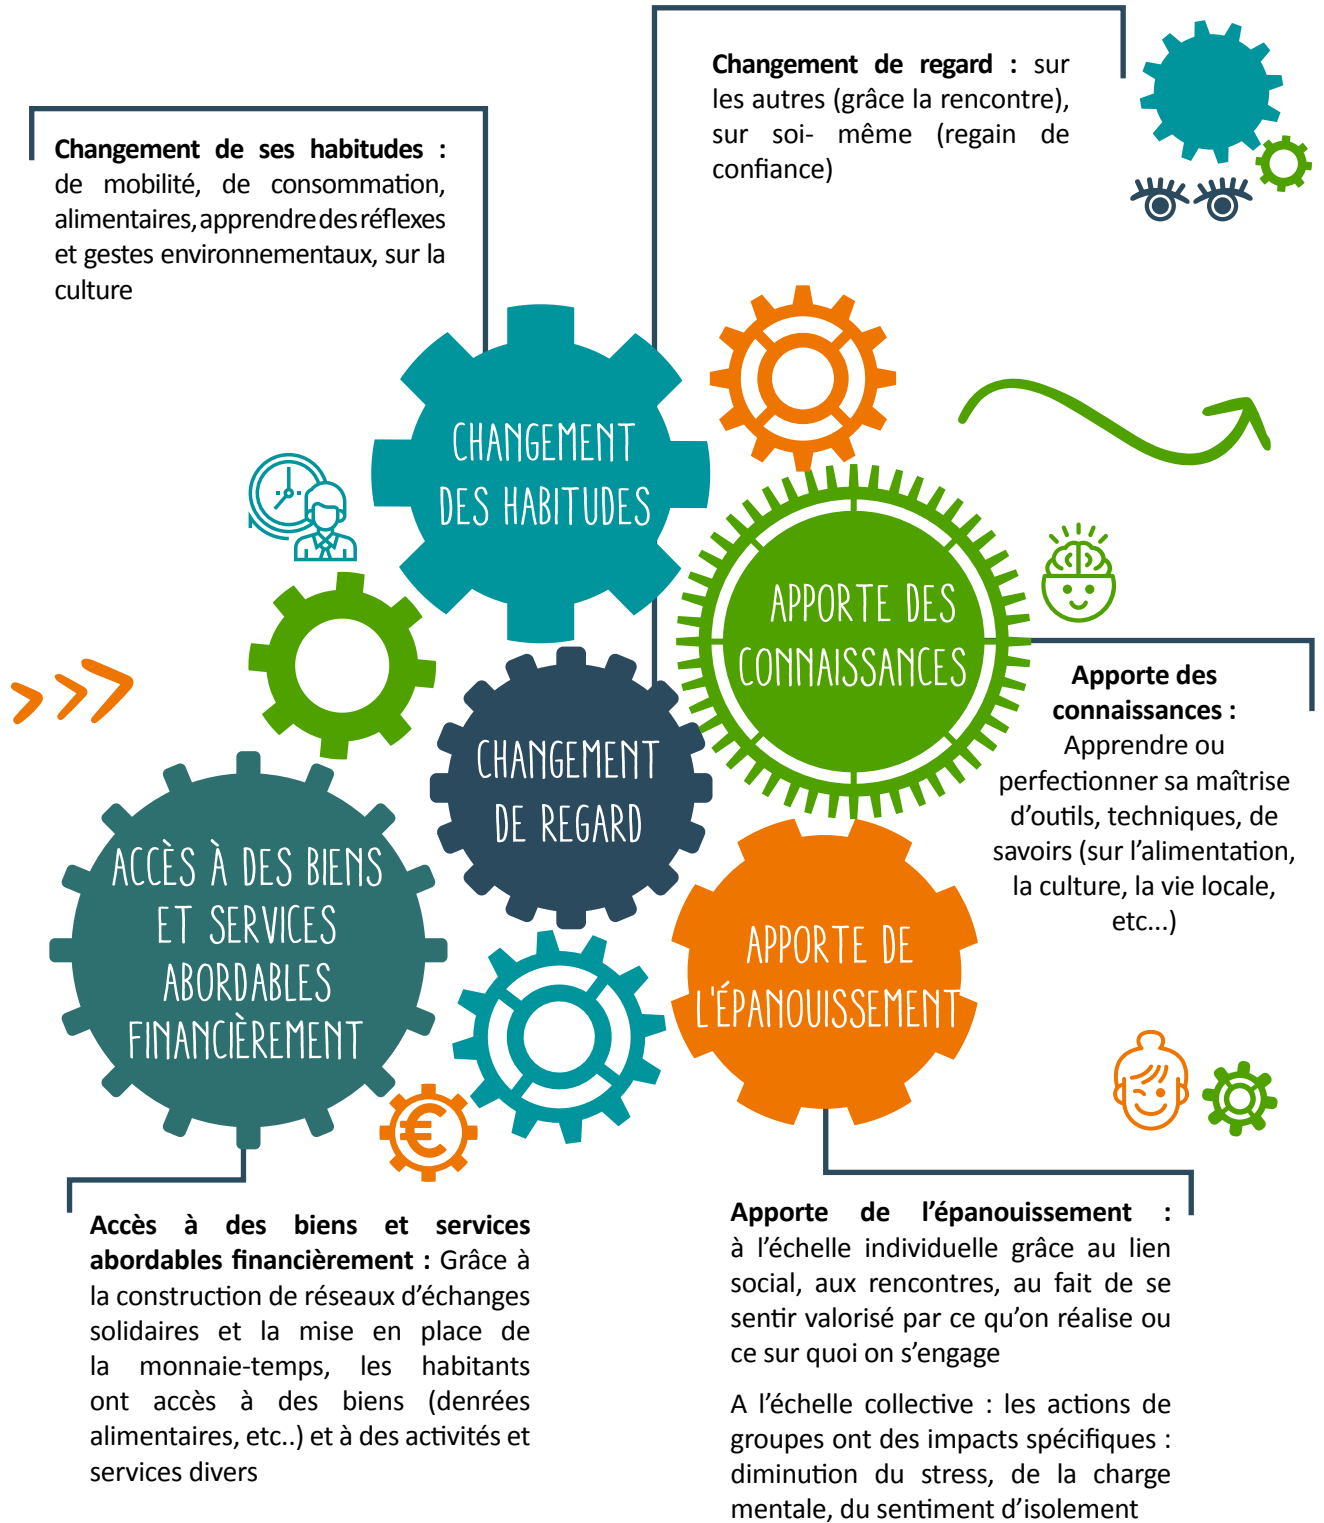 Changement de regard : sur
les autres (grâce la rencontre),
sur soi- même (regain de
confiance)
Changement de ses habitudes :
de mobilité, de consommation,
alimentaires, apprendre des réflexes
et gestes environnementaux, sur la
culture
CHANGEMENT
DES HABITUDES
APPORTE DES
CONNAISSANCES
Apporte des
connaissances :
Apprendre ou
perfectionner sa maîtrise
d’outils, techniques, de
savoirs (sur l’alimentation,
la culture, la vie locale,
etc...)
CHANGEMENT
DE REGARD
ACCÈS À DES BIENS
ET SERVICES
ABORDABLES
FINANCIÈREMENT
APPORTE DE
L'ÉPANOUISSEMENT
€
Accès à des biens et services
abordables financièrement : Grâce à
la construction de réseaux d’échanges
solidaires et la mise en place de
la monnaie-temps, les habitants
ont accès à des biens (denrées
alimentaires, etc..) et à des activités et
services divers
Apporte de l’épanouissement :
à l’échelle individuelle grâce au lien
social, aux rencontres, au fait de se
sentir valorisé par ce qu’on réalise ou
ce sur quoi on s’engage
A l’échelle collective : les actions de
groupes ont des impacts spécifiques :
diminution du stress, de la charge
mentale, du sentiment d’isolement